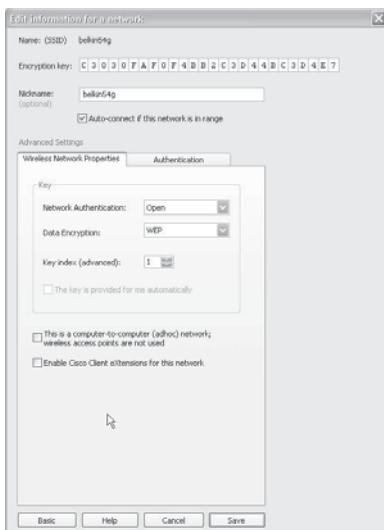 Edit information for a network
Name: (SSID) belkin54g
Encryption key: C 3 0 3 0 F A F 0 F 4 B B 2 C 3 D 4 4 B C 3 D 4 E 7
Nickname: belkin54g
(optional)
Auto-connect if this network is in range
Advanced Settings
Wireless Network Properties Authentication
Key
Network Authentication: Open
Data Encryption: WEP
Key index (advanced): 1
The key is provided for me automatically
This is a computer-to-computer (adhoc) network;
wireless access points are not used
Enable Cisco Client eXtensions for this network
Basic Help Cancel Save